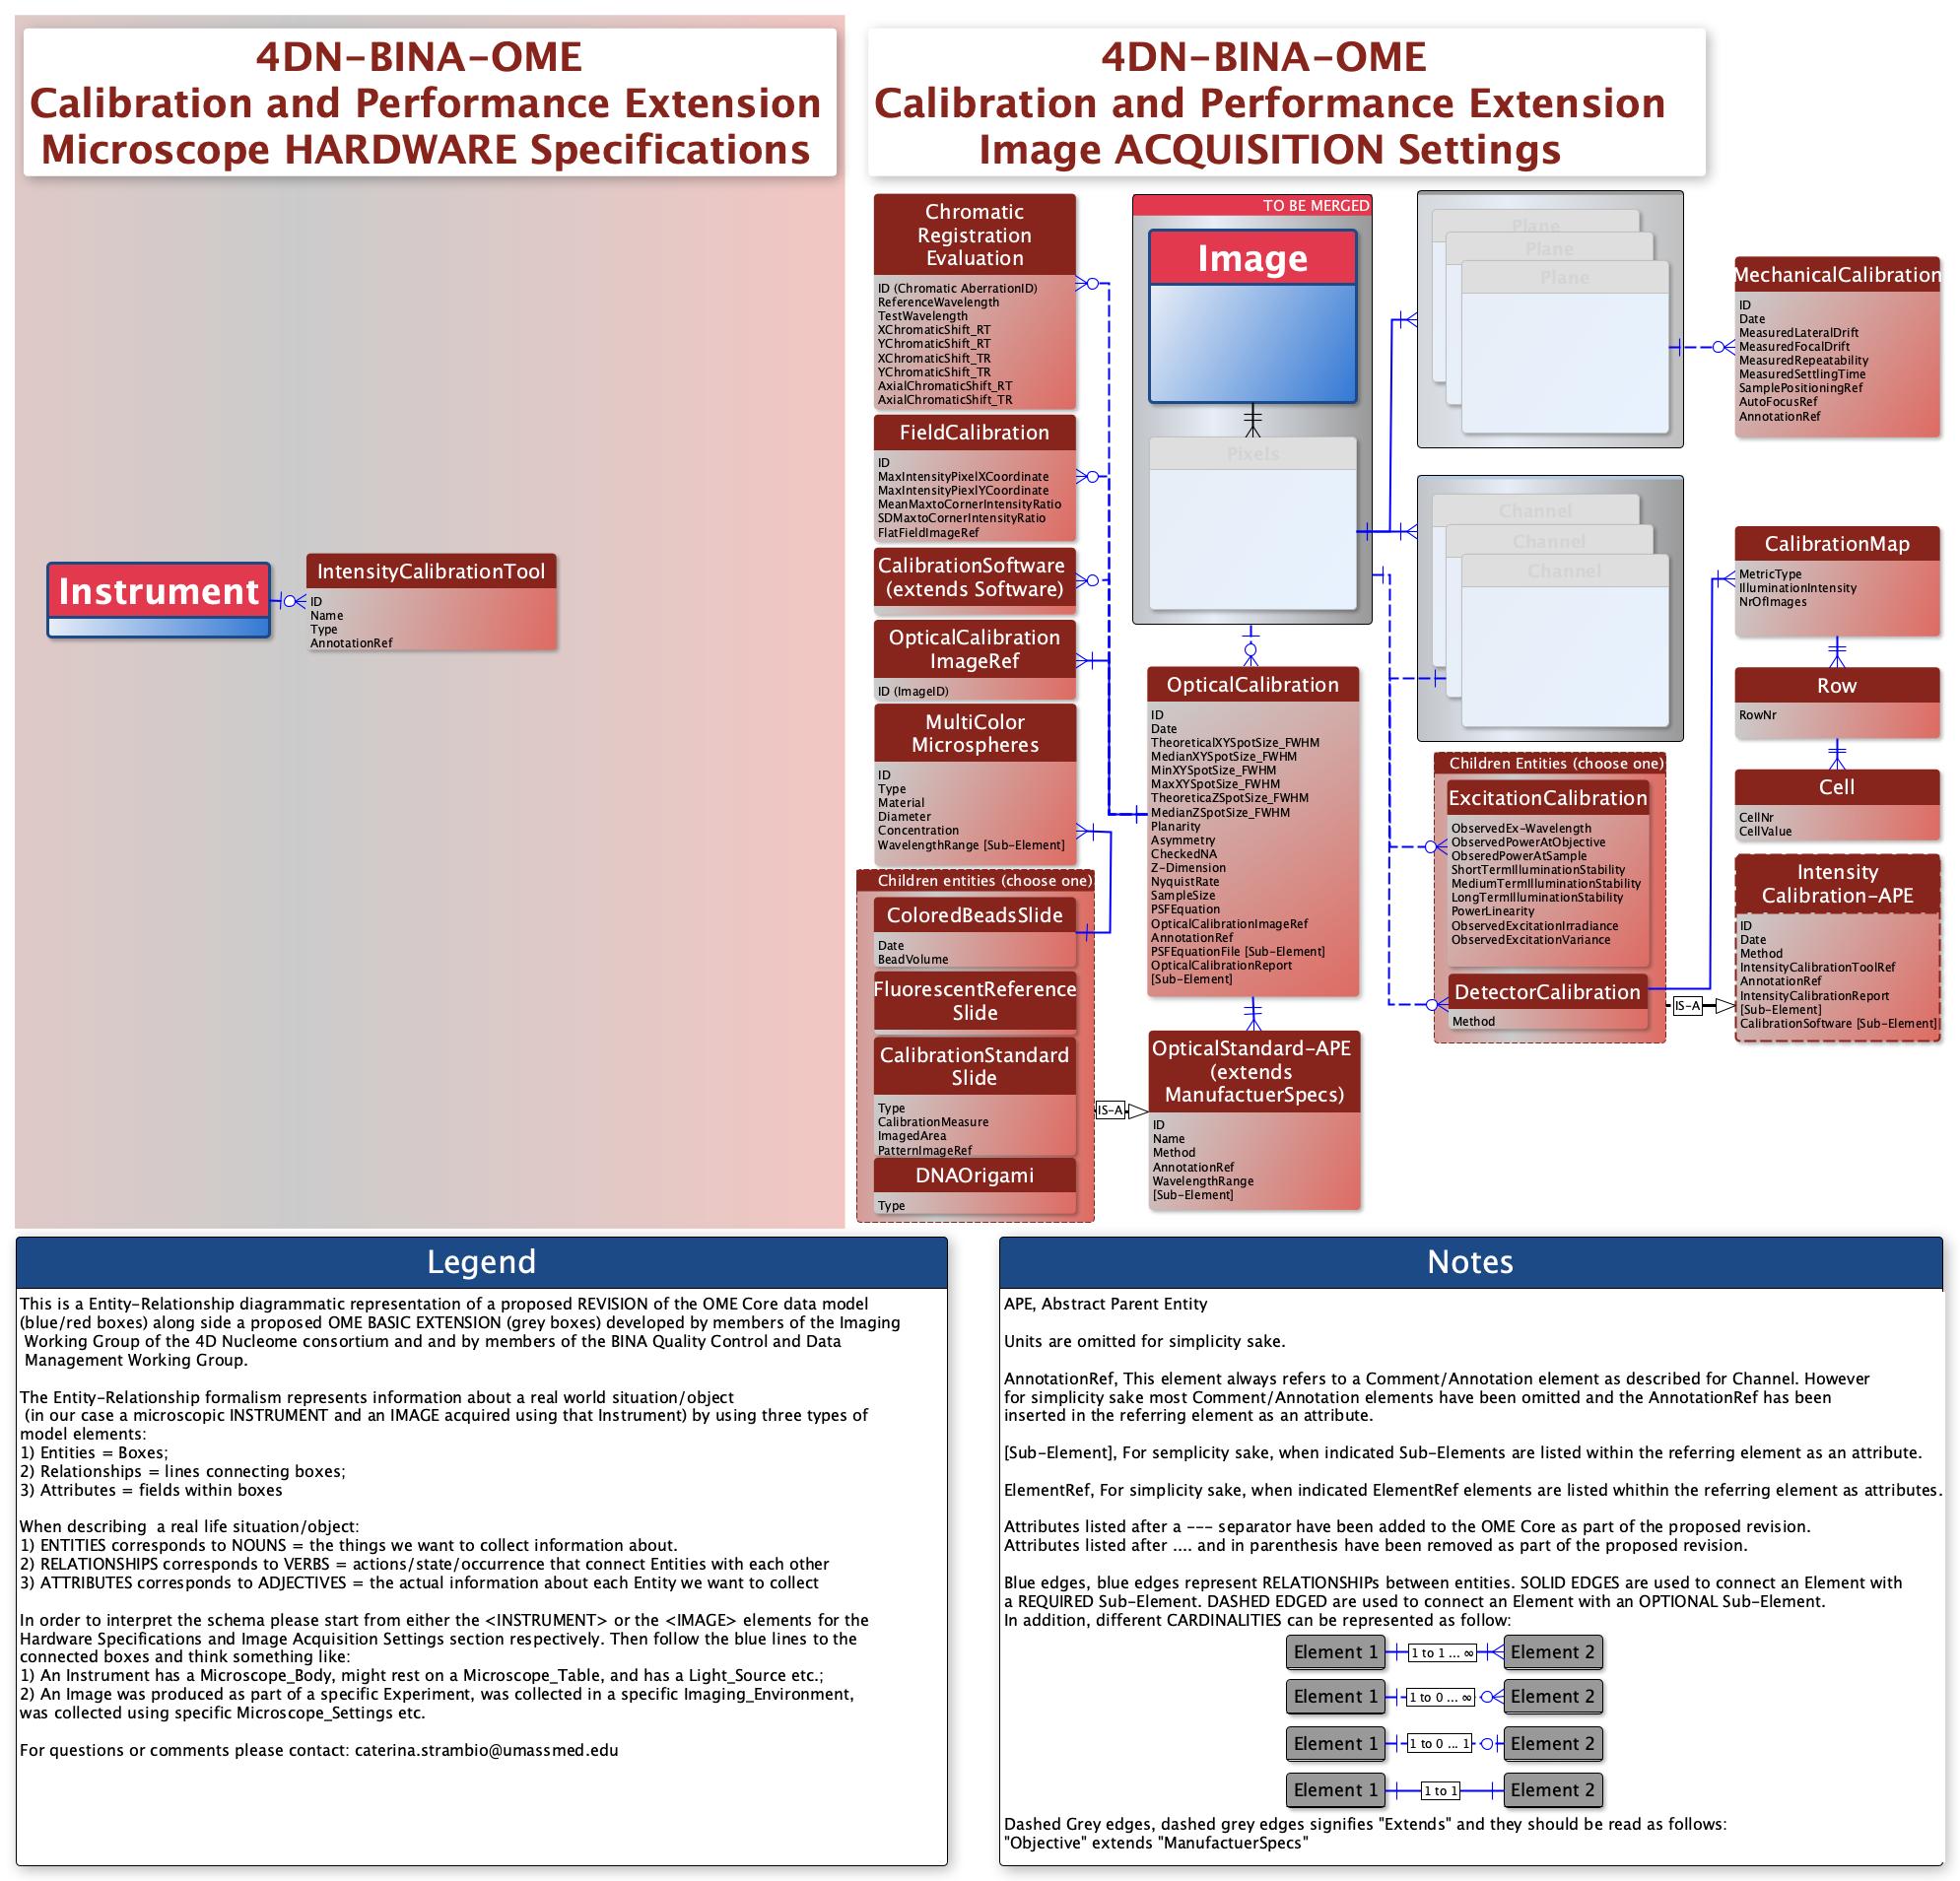 4DN-BINA-OME
Calibration and Performance Extension
Microscope HARDWARE Specifications
Instrument
IntensityCalibrationTool
ID
Name
Type
AnnotationRef
4DN-BINA-OME
Calibration and Performance Extension
Image ACQUISITION Settings
Chromatic
Registration
Evaluation
ID (Chromatic AberrationID)
ReferenceWavelength
TestWavelength
XChromaticShift_RT
YChromaticShift_RT
XChromaticShift_TR
YChromaticShift_TR
AxialChromaticShift_RT
AxialChromaticShift_TR
FieldCalibration
ID
MaxIntensityPixelXCoordinate
MaxIntensityPiexlYCoordinate
MeanMaxtoCornerIntensityRatio
SDMaxtoCornerIntensityRatio
FlatFieldImageRef
CalibrationSoftware
(extends Software)
OpticalCalibration
ImageRef
ID (ImageID)
MultiColor
Microspheres
ID
Type
Material
Diameter
Concentration
WavelengthRange [Sub-Element]
Children entities (choose one)
ColoredBeadsSlide
Date
BeadVolume
FluorescentReference
Slide
CalibrationStandard
Slide
Type
CalibrationMeasure
ImagedArea
PatternImageRef
DNAOrigami
Type
IS-A
TO BE MERGED
Image
Pixels
OpticalCalibration
ID
Date
TheoreticalXYSpotSize_FWHM
MedianXYSpotSize_FWHM
MinXYSpotSize_FWHM
MaxXYSpotSize_FWHM
TheoreticaZSpotSize_FWHM
MedianZSpotSize_FWHM
Planarity
Asymmetry
CheckedNA
Z-Dimension
NyquistRate
SampleSize
PSFEquation
OpticalCalibrationImageRef
AnnotationRef
PSFEquationFile [Sub-Element]
OpticalCalibrationReport
[Sub-Element]
OpticalStandard-APE
(extends
ManufactuerSpecs)
ID
Name
Method
AnnotationRef
WavelengthRange
[Sub-Element]
Plane
Plane
Plane
Channel
Channel
Channel
Children Entities (choose one)
ExcitationCalibration
ObservedEx-Wavelength
ObservedPowerAtObjective
ObseredPowerAtSample
ShortTermIlluminationStability
MediumTermIlluminationStability
LongTermIlluminationStability
PowerLinearity
ObservedExcitationIrradiance
ObservedExcitationVariance
DetectorCalibration
Method
IS-A
MechanicalCalibration
ID
Date
MeasuredLateralDrift
MeasuredFocalDrift
MeasuredRepeatability
MeasuredSettlingTime
SamplePositioningRef
AutoFocusRef
AnnotationRef
CalibrationMap
MetricType
IlluminationIntensity
NrOfImages
Row
RowNr
Cell
CellNr
CellValue
Intensity
Calibration-APE
ID
Date
Method
IntensityCalibrationToolRef
AnnotationRef
IntensityCalibrationReport
[Sub-Element]
CalibrationSoftware [Sub-Element]
Legend
This is a Entity-Relationship diagrammatic representation of a proposed REVISION of the OME Core data model
(blue/red boxes) along side a proposed OME BASIC EXTENSION (grey boxes) developed by members of the Imaging
Working Group of the 4D Nucleome consortium and and by members of the BINA Quality Control and Data
Management Working Group.
The Entity-Relationship formalism represents information about a real world situation/object
(in our case a microscopic INSTRUMENT and an IMAGE acquired using that Instrument) by using three types of
model elements:
1) Entities = Boxes;
2) Relationships = lines connecting boxes;
3) Attributes = fields within boxes
When describing a real life situation/object:
1) ENTITIES corresponds to NOUNS = the things we want to collect information about.
2) RELATIONSHIPS corresponds to VERBS = actions/state/occurrence that connect Entities with each other
3) ATTRIBUTES corresponds to ADJECTIVES = the actual information about each Entity we want to collect
In order to interpret the schema please start from either the <INSTRUMENT> or the <IMAGE> elements for the
Hardware Specifications and Image Acquisition Settings section respectively. Then follow the blue lines to the
connected boxes and think something like:
1) An Instrument has a Microscope_Body, might rest on a Microscope_Table, and has a Light_Source etc.;
2) An Image was produced as part of a specific Experiment, was collected in a specific Imaging_Environment,
was collected using specific Microscope_Settings etc.
For questions or comments please contact: caterina.strambio@umassmed.edu
Notes
APE, Abstract Parent Entity
Units are omitted for simplicity sake.
AnnotationRef, This element always refers to a Comment/Annotation element as described for Channel. However
for simplicity sake most Comment/Annotation elements have been omitted and the AnnotationRef has been
inserted in the referring element as an attribute.
[Sub-Element], For semplicity sake, when indicated Sub-Elements are listed within the referring element as an attribute.
ElementRef, For simplicity sake, when indicated ElementRef elements are listed whithin the referring element as attributes.
Attributes listed after a --- separator have been added to the OME Core as part of the proposed revision.
Attributes listed after .... and in parenthesis have been removed as part of the proposed revision.
Blue edges, blue edges represent RELATIONSHIPs between entities. SOLID EDGES are used to connect an Element with
a REQUIRED Sub-Element. DASHED EDGED are used to connect an Element with an OPTIONAL Sub-Element.
In addition, different CARDINALITIES can be represented as follow:
Element 1 1 to 1 ... ∞ Element 2
Element 1 1 to 0 ... ∞ Element 2
Element 1 1 to 0 ... 1 Element 2
Element 1 1 to 1 Element 2
Dashed Grey edges, dashed grey edges signifies "Extends" and they should be read as follows:
"Objective" extends "ManufactuerSpecs"